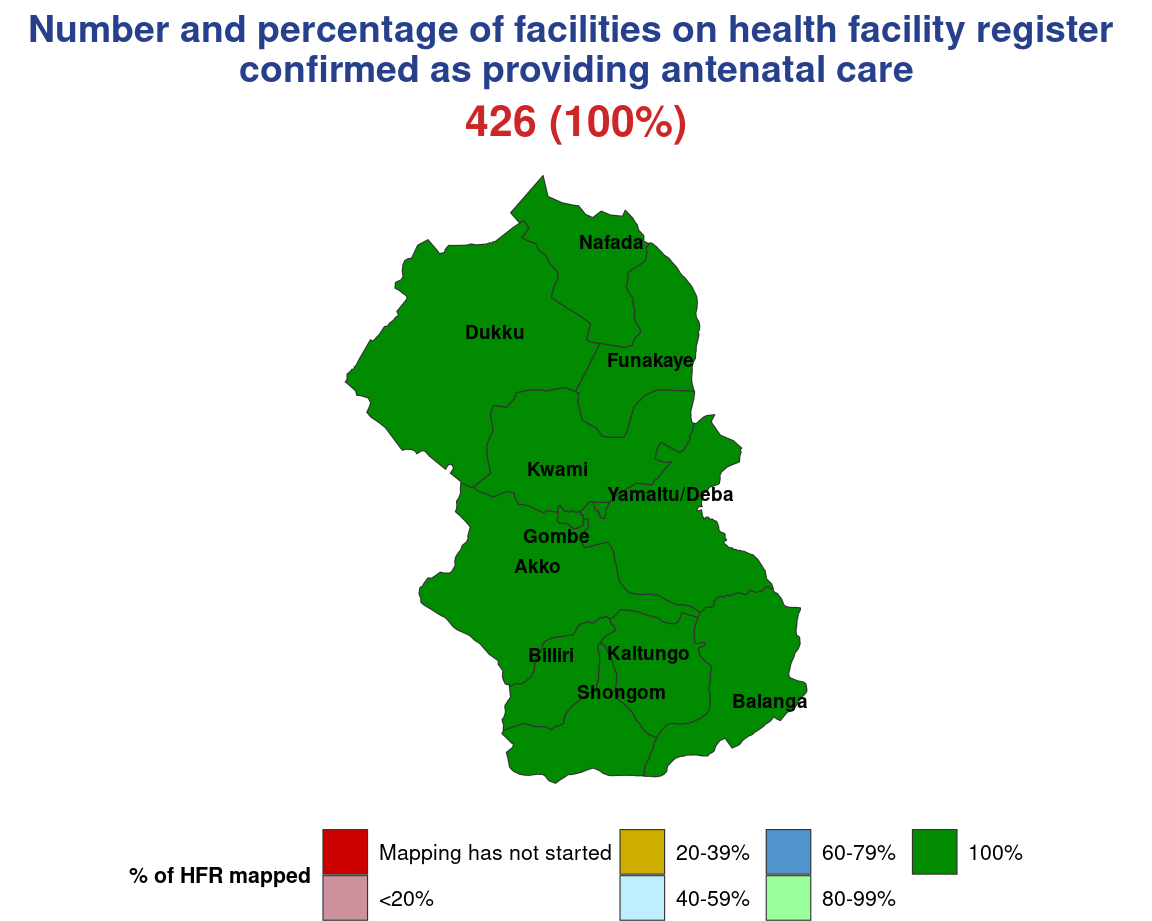 Number and percentage of facilities on health facility register
confirmed as providing antenatal care
426 (100%)
Nafada
Dukku
Funakaye
Kwami
Yamaltu/Deba
Gombe
Akko
Billiri
Kaltungo
Shongom
Balanga
% of HFR mapped
Mapping has not started
<20%
20-39%
40-59%
60-79%
80-99%
100%